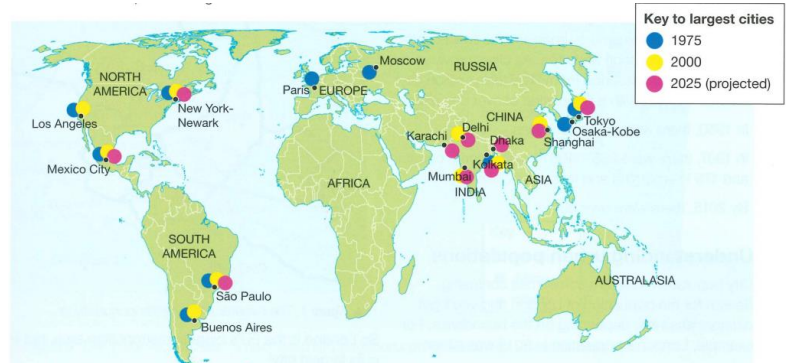 Key to largest cities
1975
2000
2025 (projected)
NORTH
AMERICA
New York-
Newark
Los Angeles
Mexico City
SOUTH
AMERICA
São Paulo
Buenos Aires
Paris
EUROPE
Moscow
RUSSIA
AFRICA
CHINA
Karachi
Delhi
Dhaka
Kolkata
Mumbai
INDIA
ASIA
Shanghai
Tokyo
Osaka-Kobe
AUSTRALASIA